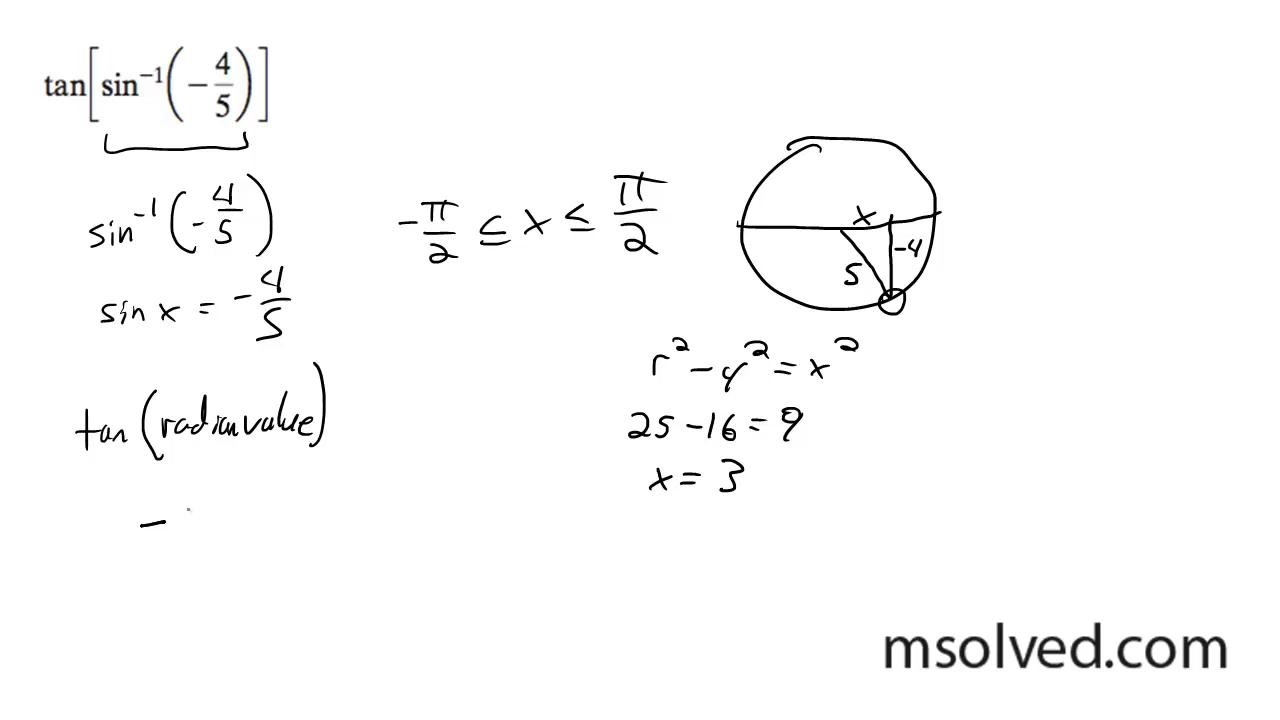 tan[sin⁻¹(−4/5)]
sin⁻¹(-4/5)
sin x = -4/5
tan(radian value)
−
-π/2 ≤ x ≤ π/2
x
-4
5
r² - y² = x²
25 - 16 = 9
x = 3
msolved.com